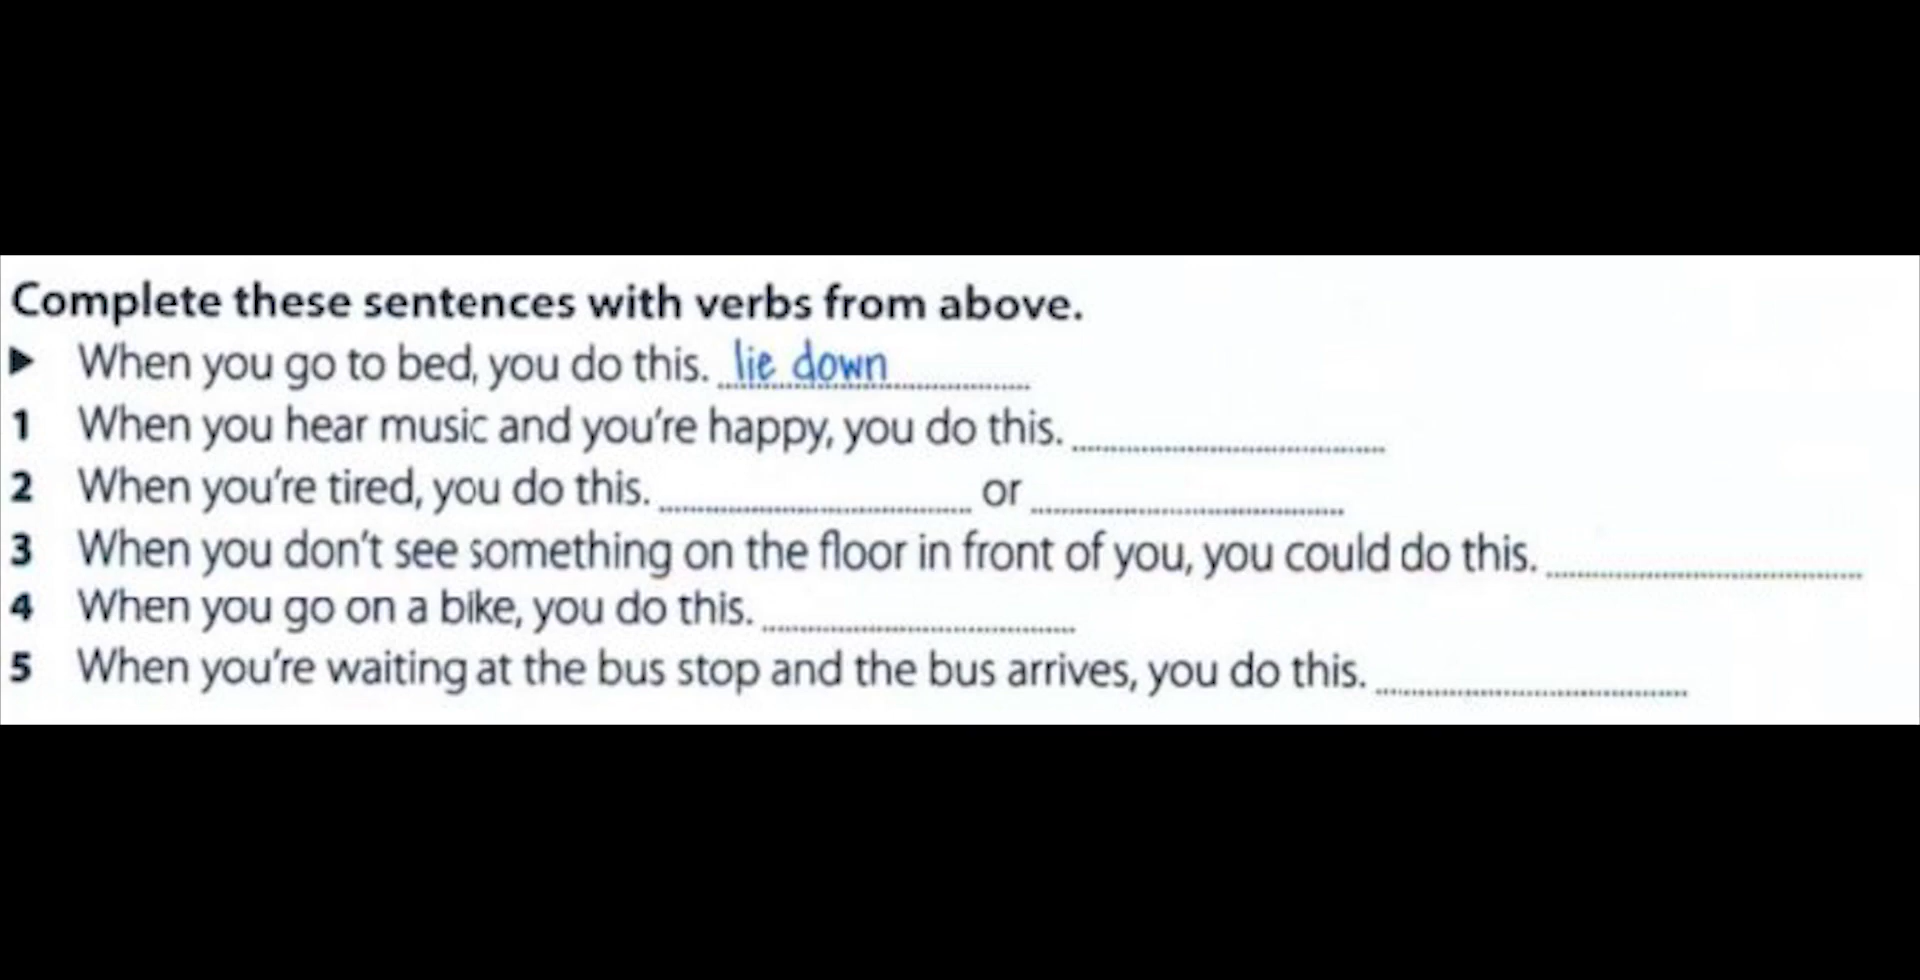 Complete these sentences with verbs from above.
▶ When you go to bed, you do this. lie down
1 When you hear music and you're happy, you do this. ....................
2 When you're tired, you do this. .................... or ....................
3 When you don't see something on the floor in front of you, you could do this. ....................
4 When you go on a bike, you do this. ....................
5 When you're waiting at the bus stop and the bus arrives, you do this. ....................